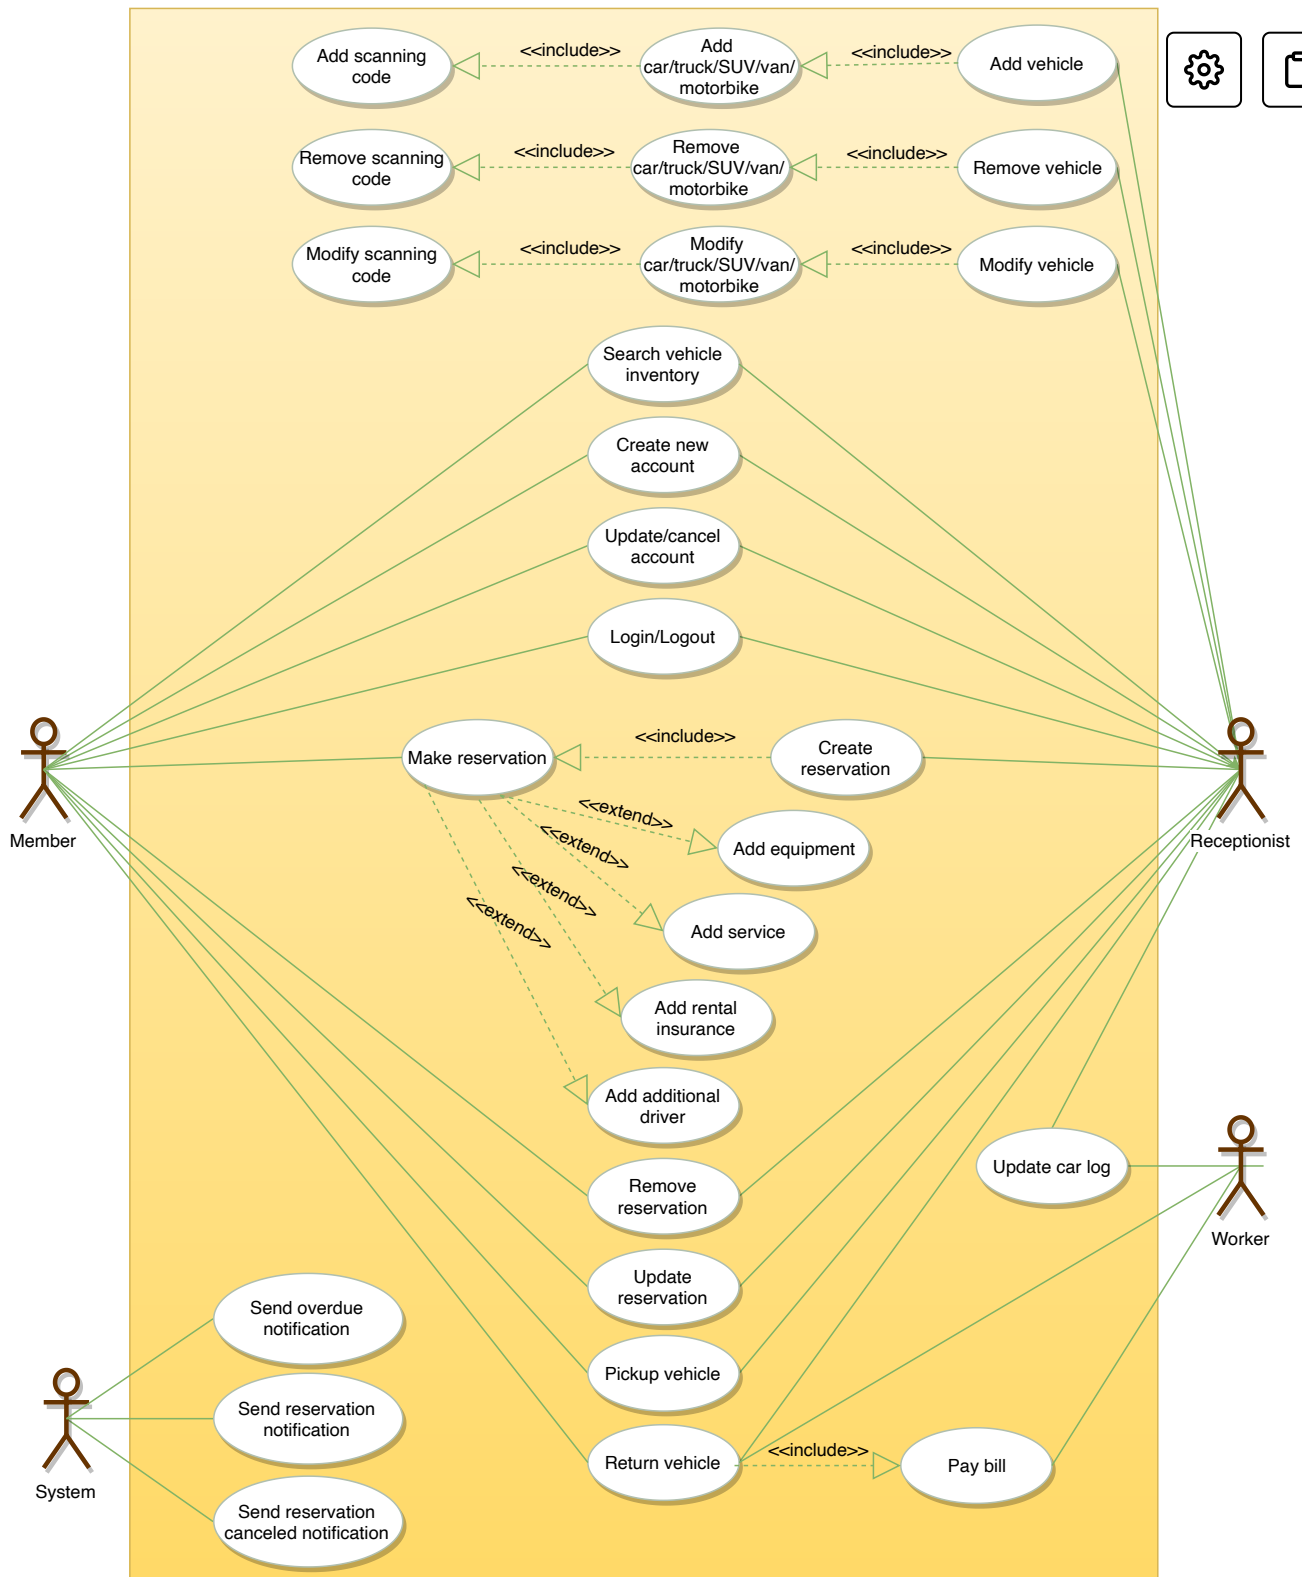 Add scanning
code
<<include>>
Add
car/truck/SUV/van/
motorbike
<<include>>
Add vehicle
Remove scanning
code
<<include>>
Remove
car/truck/SUV/van/
motorbike
<<include>>
Remove vehicle
Modify scanning
code
<<include>>
Modify
car/truck/SUV/van/
motorbike
<<include>>
Modify vehicle
Search vehicle
inventory
Create new
account
Update/cancel
account
Login/Logout
Make reservation
<<include>>
Create
reservation
Member
Receptionist
<<extend>>
Add equipment
<<extend>>
Add service
<<extend>>
Add rental
insurance
<<extend>>
Add additional
driver
Update car log
Worker
Remove
reservation
Update
reservation
Pickup vehicle
Return vehicle
<<include>>
Pay bill
Send overdue
notification
Send reservation
notification
System
Send reservation
canceled notification